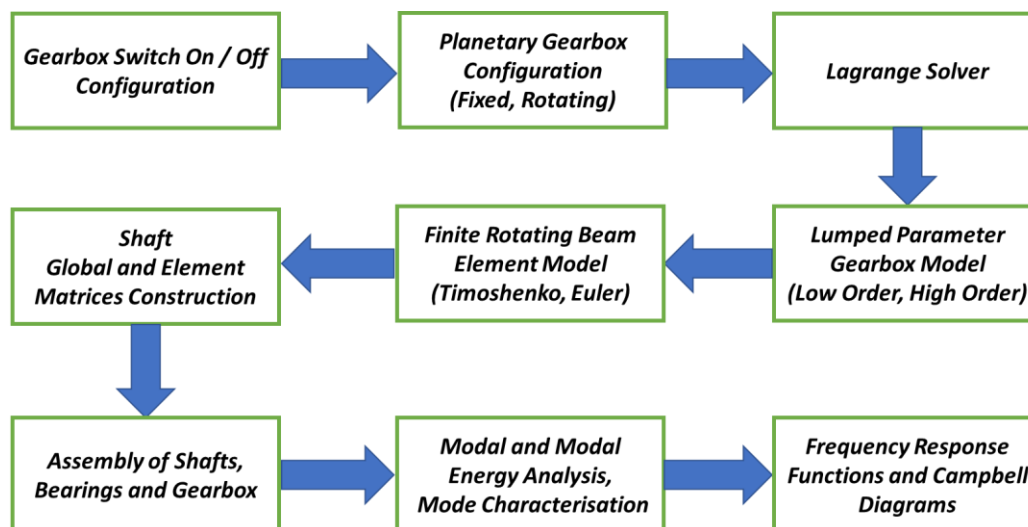 Gearbox Switch On / Off
Configuration
Planetary Gearbox
Configuration
(Fixed, Rotating)
Lagrange Solver
Lumped Parameter
Gearbox Model
(Low Order, High Order)
Finite Rotating Beam
Element Model
(Timoshenko, Euler)
Shaft
Global and Element
Matrices Construction
Assembly of Shafts,
Bearings and Gearbox
Modal and Modal
Energy Analysis,
Mode Characterisation
Frequency Response
Functions and Campbell
Diagrams